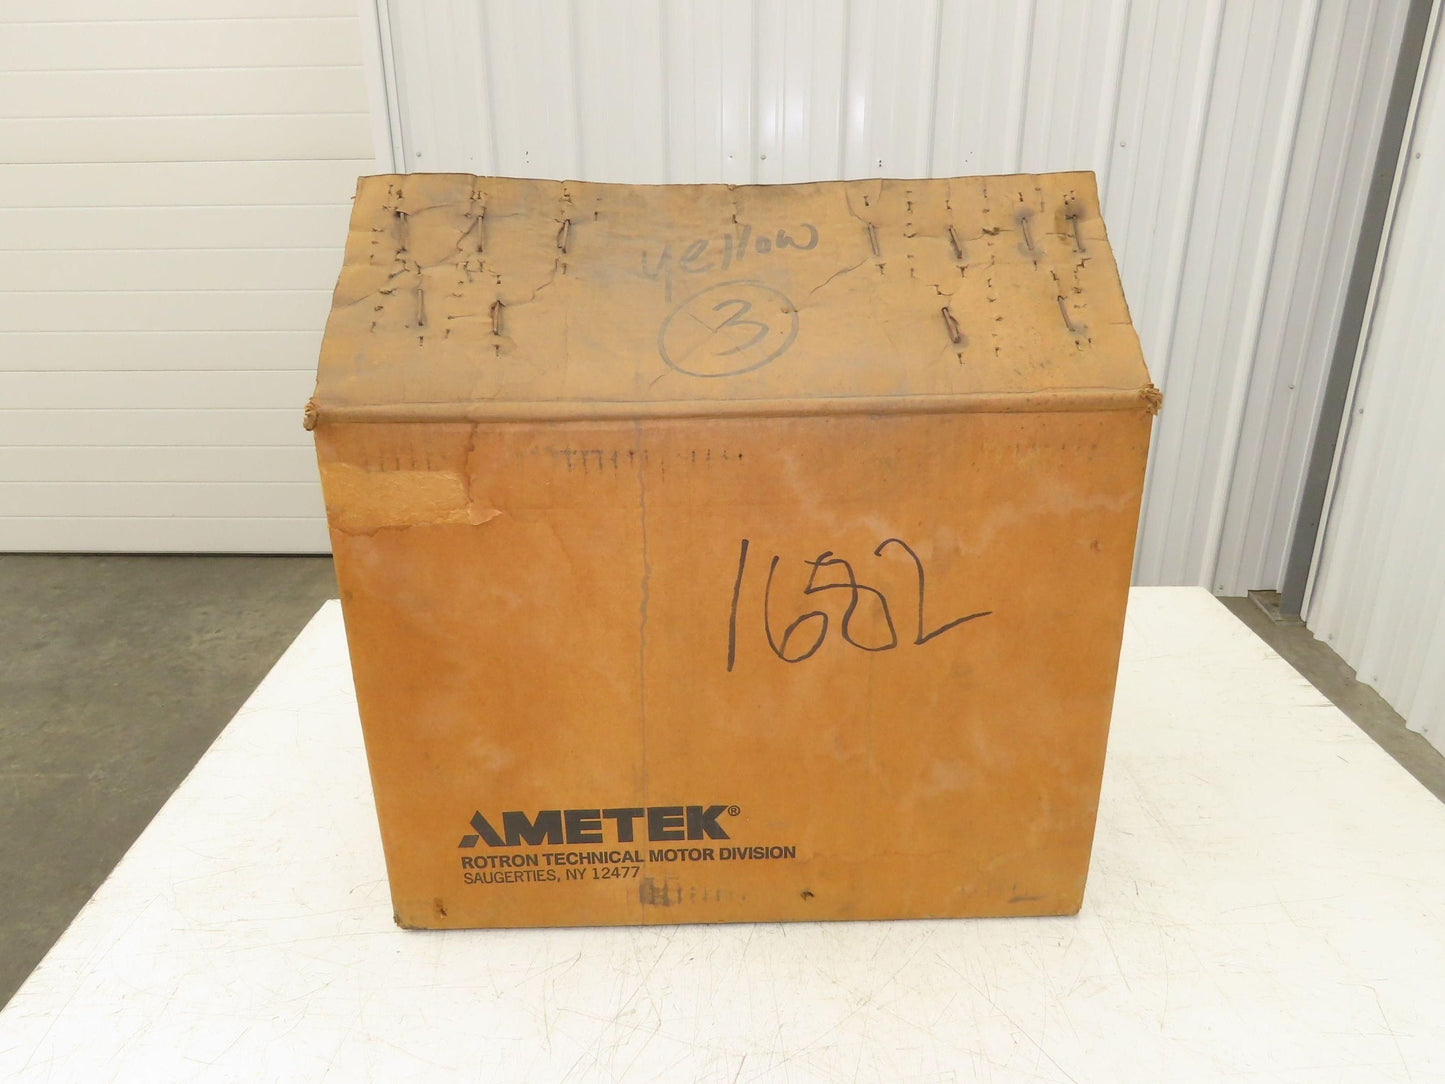 yellow
3
1682
AMETEK®
ROTRON TECHNICAL MOTOR DIVISION
SAUGERTIES, NY 12477